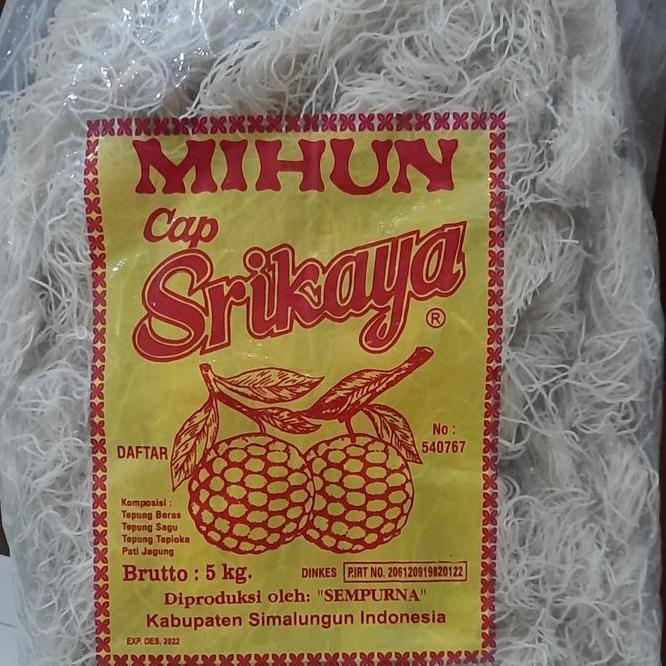 MIHUN
Cap
Srikaya
®
DAFTAR
No :
540767
Komposisi :
Tepung Beras
Tepung Sagu
Tepung Tapioka
Pati Jagung
Brutto : 5 kg.
DINKES P.IRT NO. 206120919820122
Diproduksi oleh: "SEMPURNA"
Kabupaten Simalungun Indonesia
EXP. DES. 2022